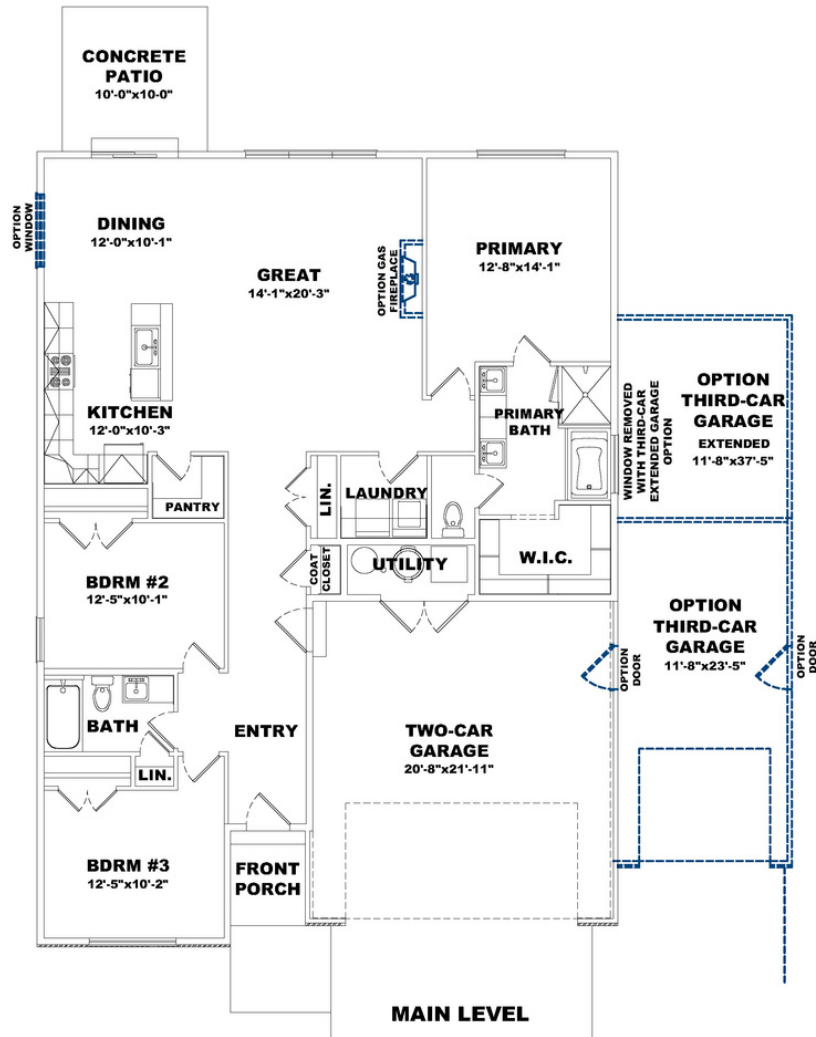 CONCRETE
PATIO
10'-0"x10-0"
OPTION
WINDOW
DINING
12'-0"x10'-1"
GREAT
14'-1"x20'-3"
OPTION GAS
FIREPLACE
PRIMARY
12'-8"x14'-1"
KITCHEN
12'-0"x10'-3"
PRIMARY
BATH
WINDOW REMOVED
WITH THIRD-CAR
EXTENDED GARAGE
OPTION
OPTION
THIRD-CAR
GARAGE
EXTENDED
11'-8"x37'-5"
PANTRY
LIN.
LAUNDRY
COAT
CLOSET
UTILITY
W.I.C.
BDRM #2
12'-5"x10'-1"
OPTION
THIRD-CAR
GARAGE
11'-8"x23'-5"
OPTION
DOOR
OPTION
DOOR
BATH
LIN.
ENTRY
TWO-CAR
GARAGE
20'-8"x21'-11"
BDRM #3
12'-5"x10'-2"
FRONT
PORCH
MAIN LEVEL